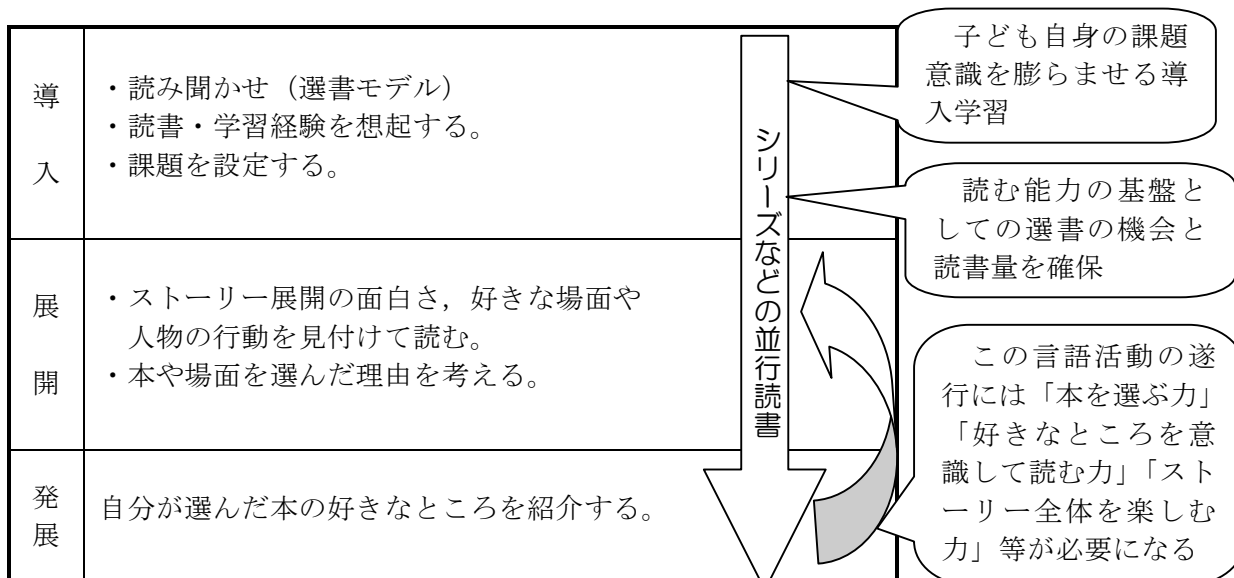 導入
・読み聞かせ（選書モデル）
・読書・学習経験を想起する。
・課題を設定する。
展開
・ストーリー展開の面白さ，好きな場面や
人物の行動を見付けて読む。
・本や場面を選んだ理由を考える。
発展
自分が選んだ本の好きなところを紹介する。
シリーズなどの並行読書
子ども自身の課題
意識を膨らませる導
入学習
読む能力の基盤と
しての選書の機会と
読書量を確保
この言語活動の遂
行には「本を選ぶ力」
「好きなところを意
識して読む力」「スト
ーリー全体を楽しむ
力」等が必要になる